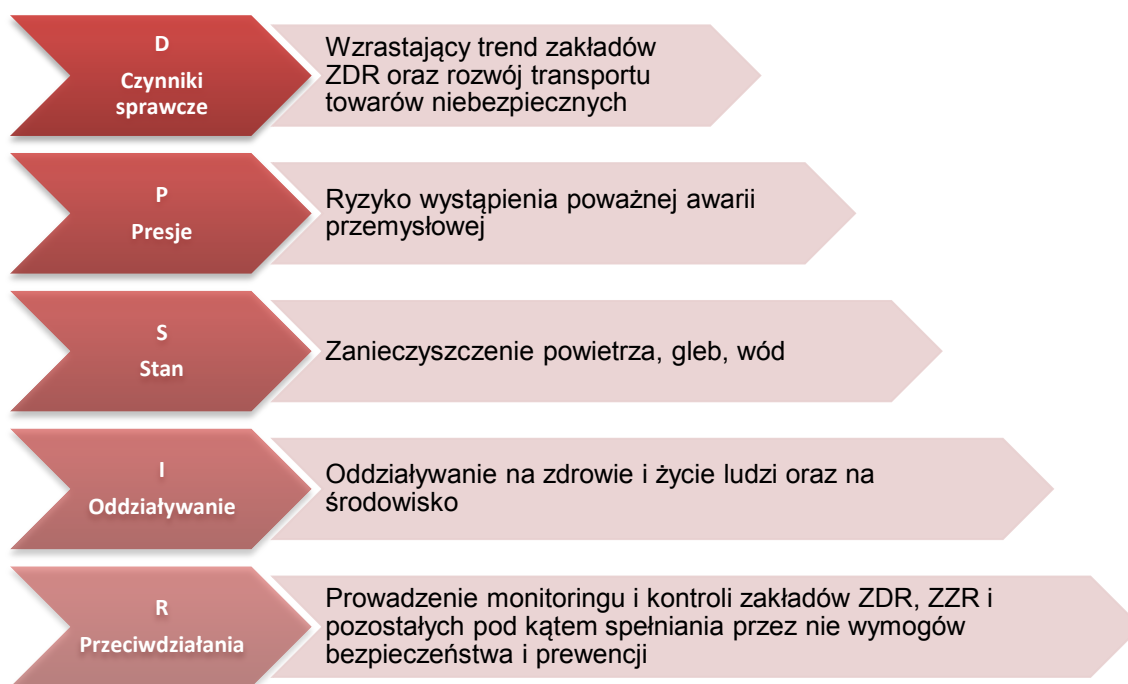 D
Czynniki
sprawcze
Wzrastający trend zakładów
ZDR oraz rozwój transportu
towarów niebezpiecznych
P
Presje
Ryzyko wystąpienia poważnej awarii
przemysłowej
S
Stan
Zanieczyszczenie powietrza, gleb, wód
I
Oddziaływanie
Oddziaływanie na zdrowie i życie ludzi oraz na
środowisko
R
Przeciwdziałania
Prowadzenie monitoringu i kontroli zakładów ZDR, ZZR i
pozostałych pod kątem spełniania przez nie wymogów
bezpieczeństwa i prewencji